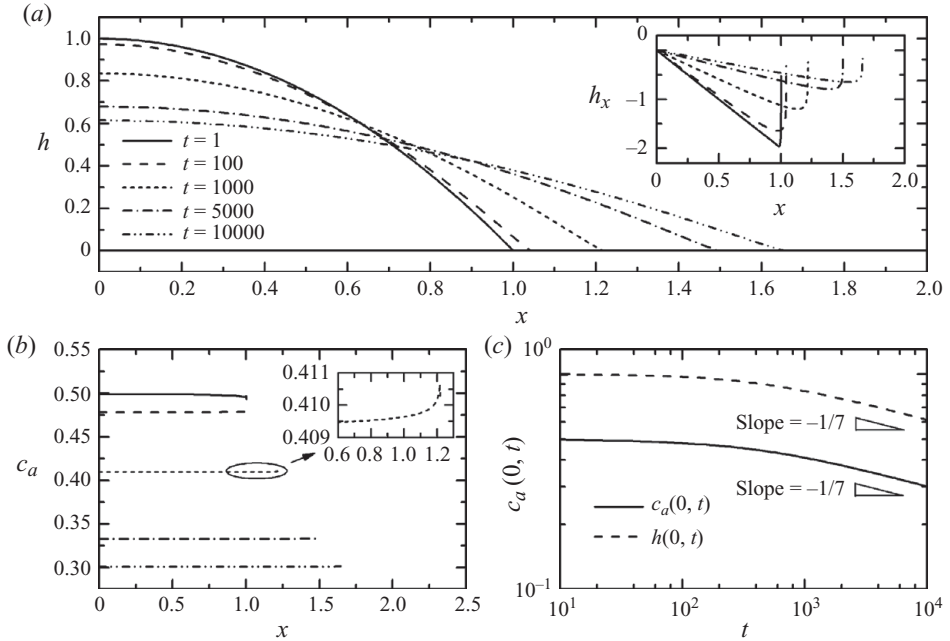 (a)
1.0
0.8
0.6
h
0.4
0.2
0
t = 1
t = 100
t = 1000
t = 5000
t = 10000
0
hx
–1
–2
0 0.5 1.0 1.5 2.0
x
0 0.2 0.4 0.6 0.8 1.0 1.2 1.4 1.6 1.8 2.0
x
(b)
0.55
0.50
0.45
ca
0.40
0.35
0.30
0.411
0.410
0.409
0.6 0.8 1.0 1.2
0 0.5 1.0 1.5 2.0 2.5
x
(c)
10^0
ca(0, t)
10^–1
Slope = –1/7
Slope = –1/7
ca(0, t)
h(0, t)
10^1 10^2 10^3 10^4
t